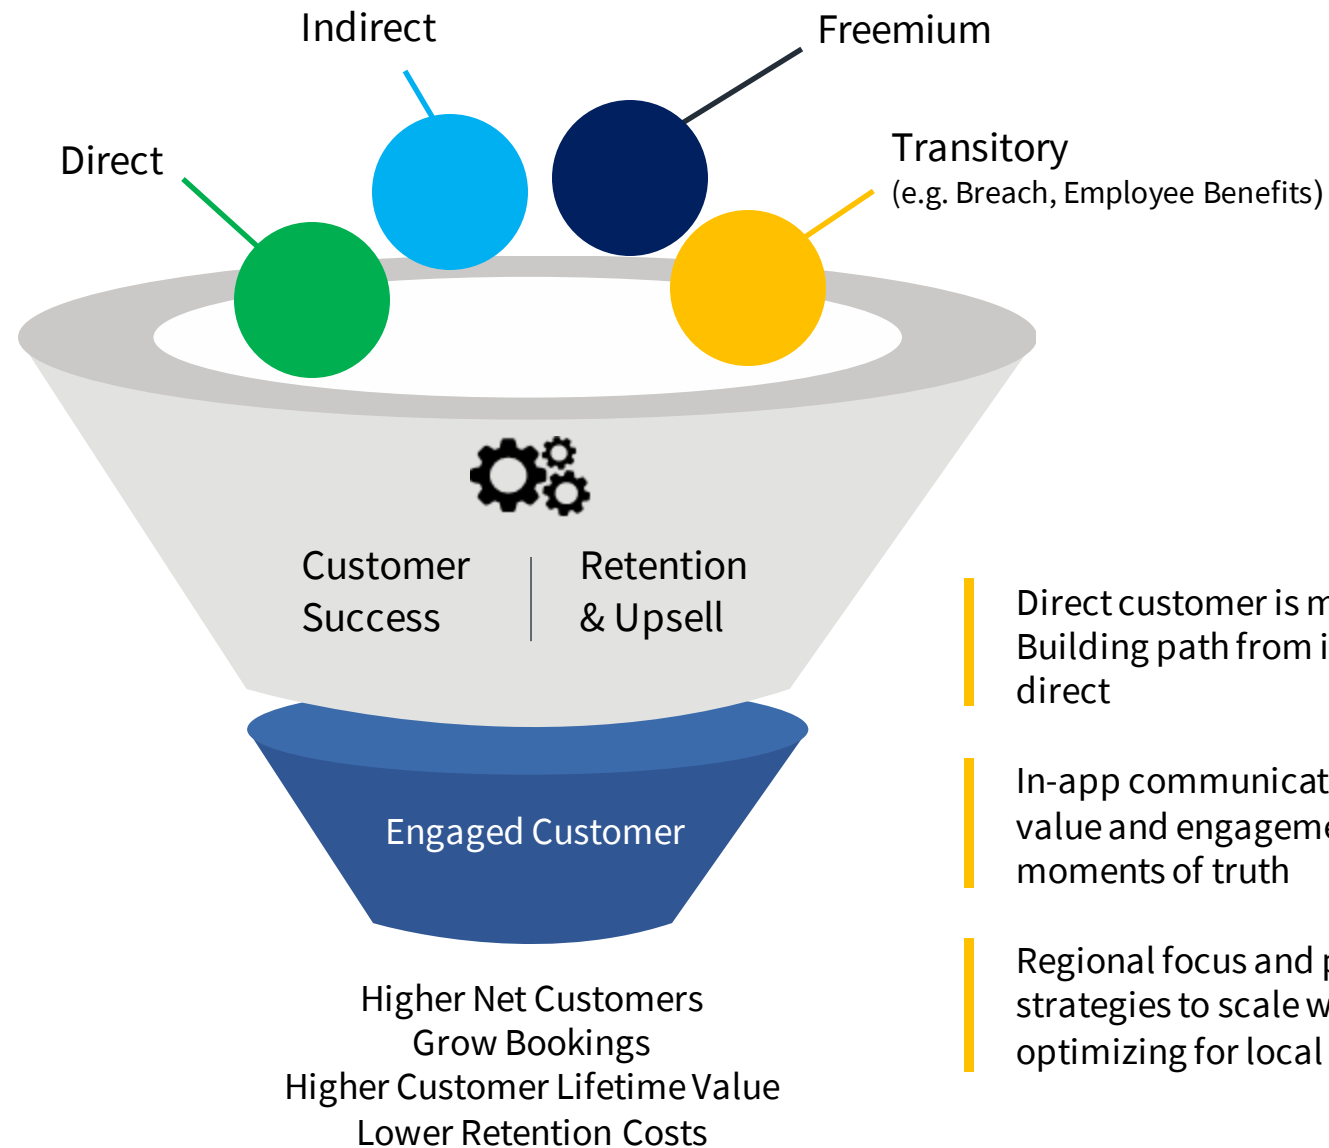 Indirect
Freemium
Direct
Transitory
(e.g. Breach, Employee Benefits)
Customer
Success
Retention
& Upsell
Engaged Customer
Higher Net Customers
Grow Bookings
Higher Customer Lifetime Value
Lower Retention Costs
Direct customer is
Building path from
direct
In-app
value and
moments of truth
Regional focus and
strategies to scale
optimizing for local